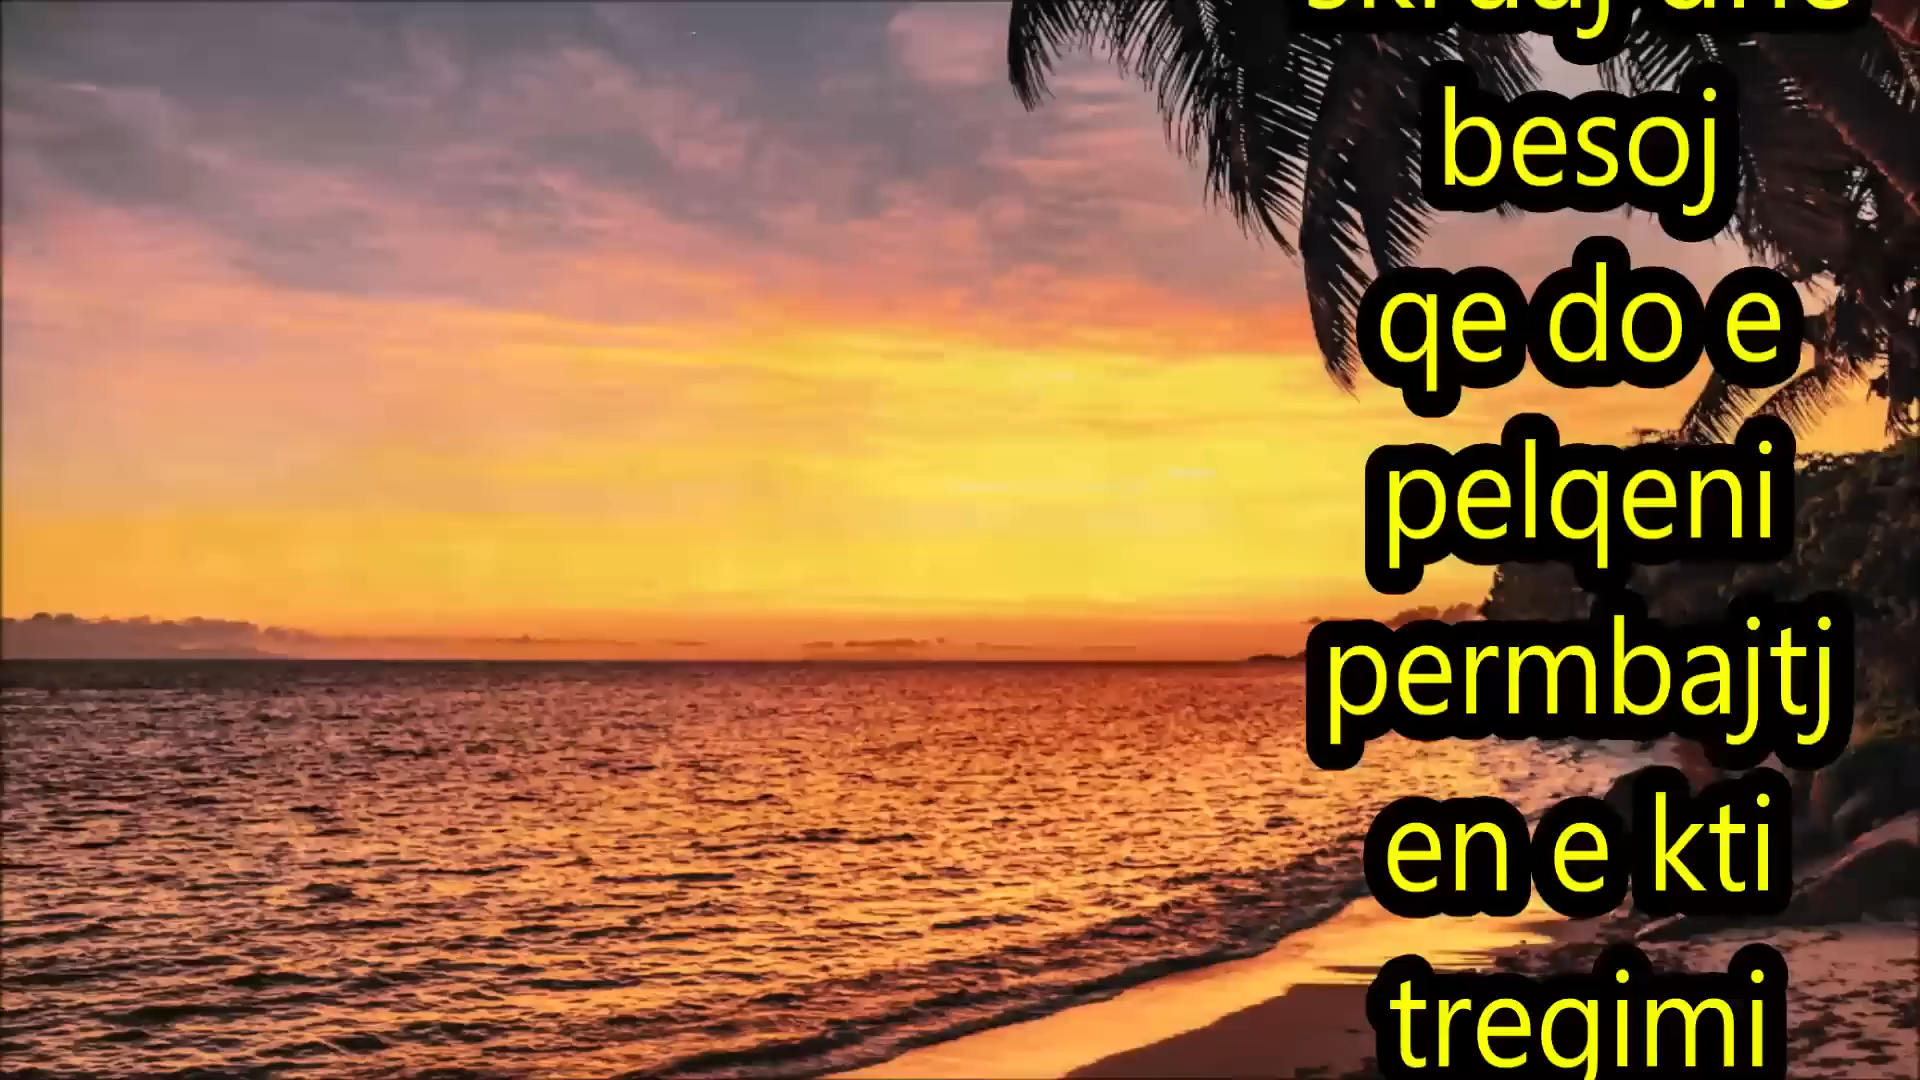 besoj
qe do e
pelqeni
permbajtj
en e kti
tregimi